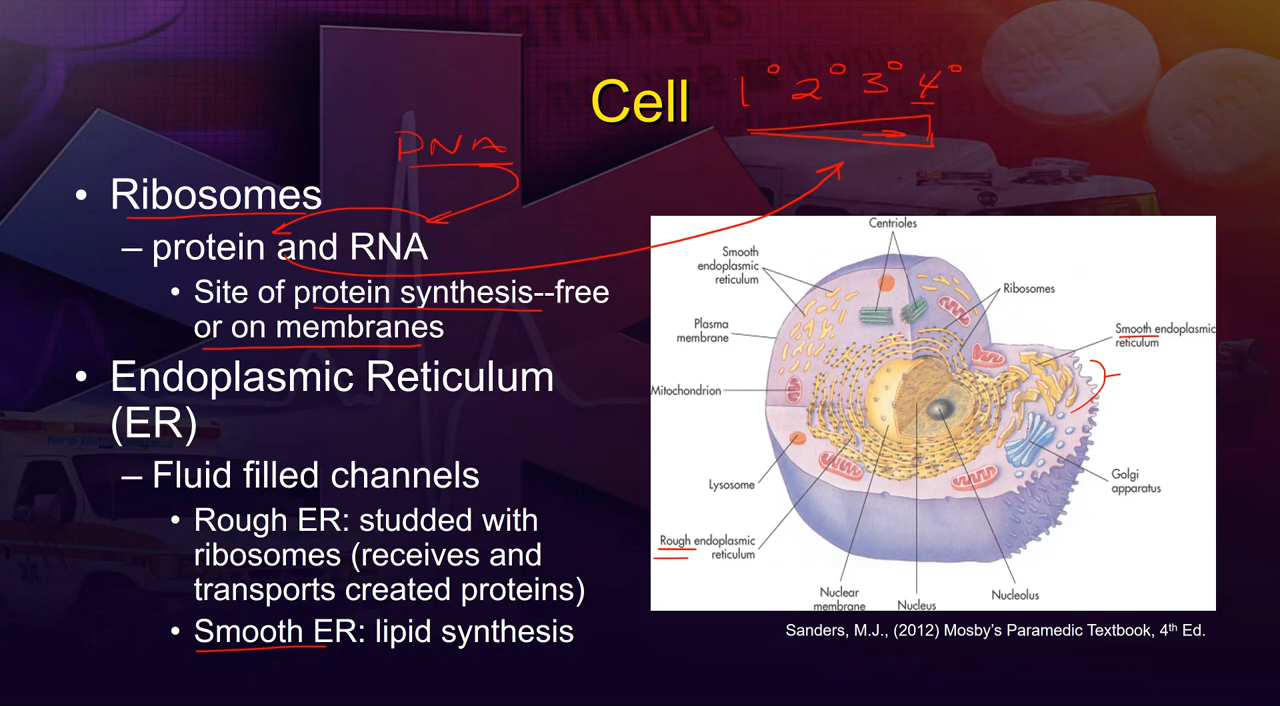 Cell
1° 2° 3° 4°
DNA
• Ribosomes
– protein and RNA
• Site of protein synthesis--free
or on membranes
• Endoplasmic Reticulum
(ER)
– Fluid filled channels
• Rough ER: studded with
ribosomes (receives and
transports created proteins)
• Smooth ER: lipid synthesis
Centrioles
Smooth
endoplasmic
reticulum
Ribosomes
Plasma
membrane
Smooth endoplasmic
reticulum
Mitochondrion
Lysosome
Golgi
apparatus
Rough endoplasmic
reticulum
Nuclear
membrane
Nucleus
Nucleolus
Sanders, M.J., (2012) Mosby's Paramedic Textbook, 4th Ed.